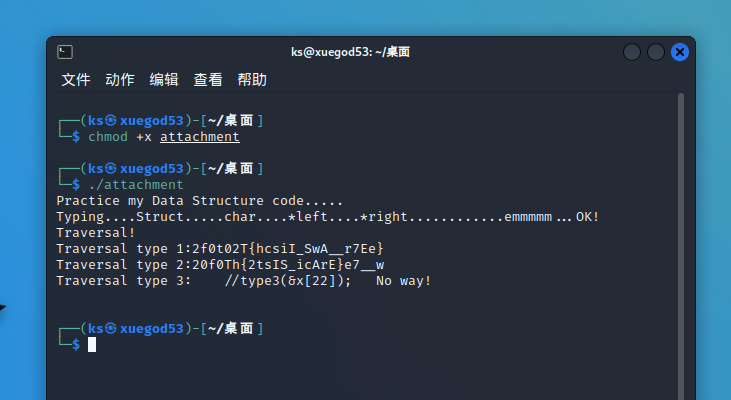 ks@xuegod53: ~/桌面
文件 动作 编辑 查看 帮助
┌──(ks㉿xuegod53)-[~/桌面]
└─$ chmod +x attachment
┌──(ks㉿xuegod53)-[~/桌面]
└─$ ./attachment
Practice my Data Structure code.....
Typing....Struct.....char....*left....*right............emmmmm...OK!
Traversal!
Traversal type 1:2f0t02T{hcsiI_SwA__r7Ee}
Traversal type 2:20f0Th{2tsIS_icArE}e7__w
Traversal type 3:    //type3(&x[22]);   No way!
┌──(ks㉿xuegod53)-[~/桌面]
└─$